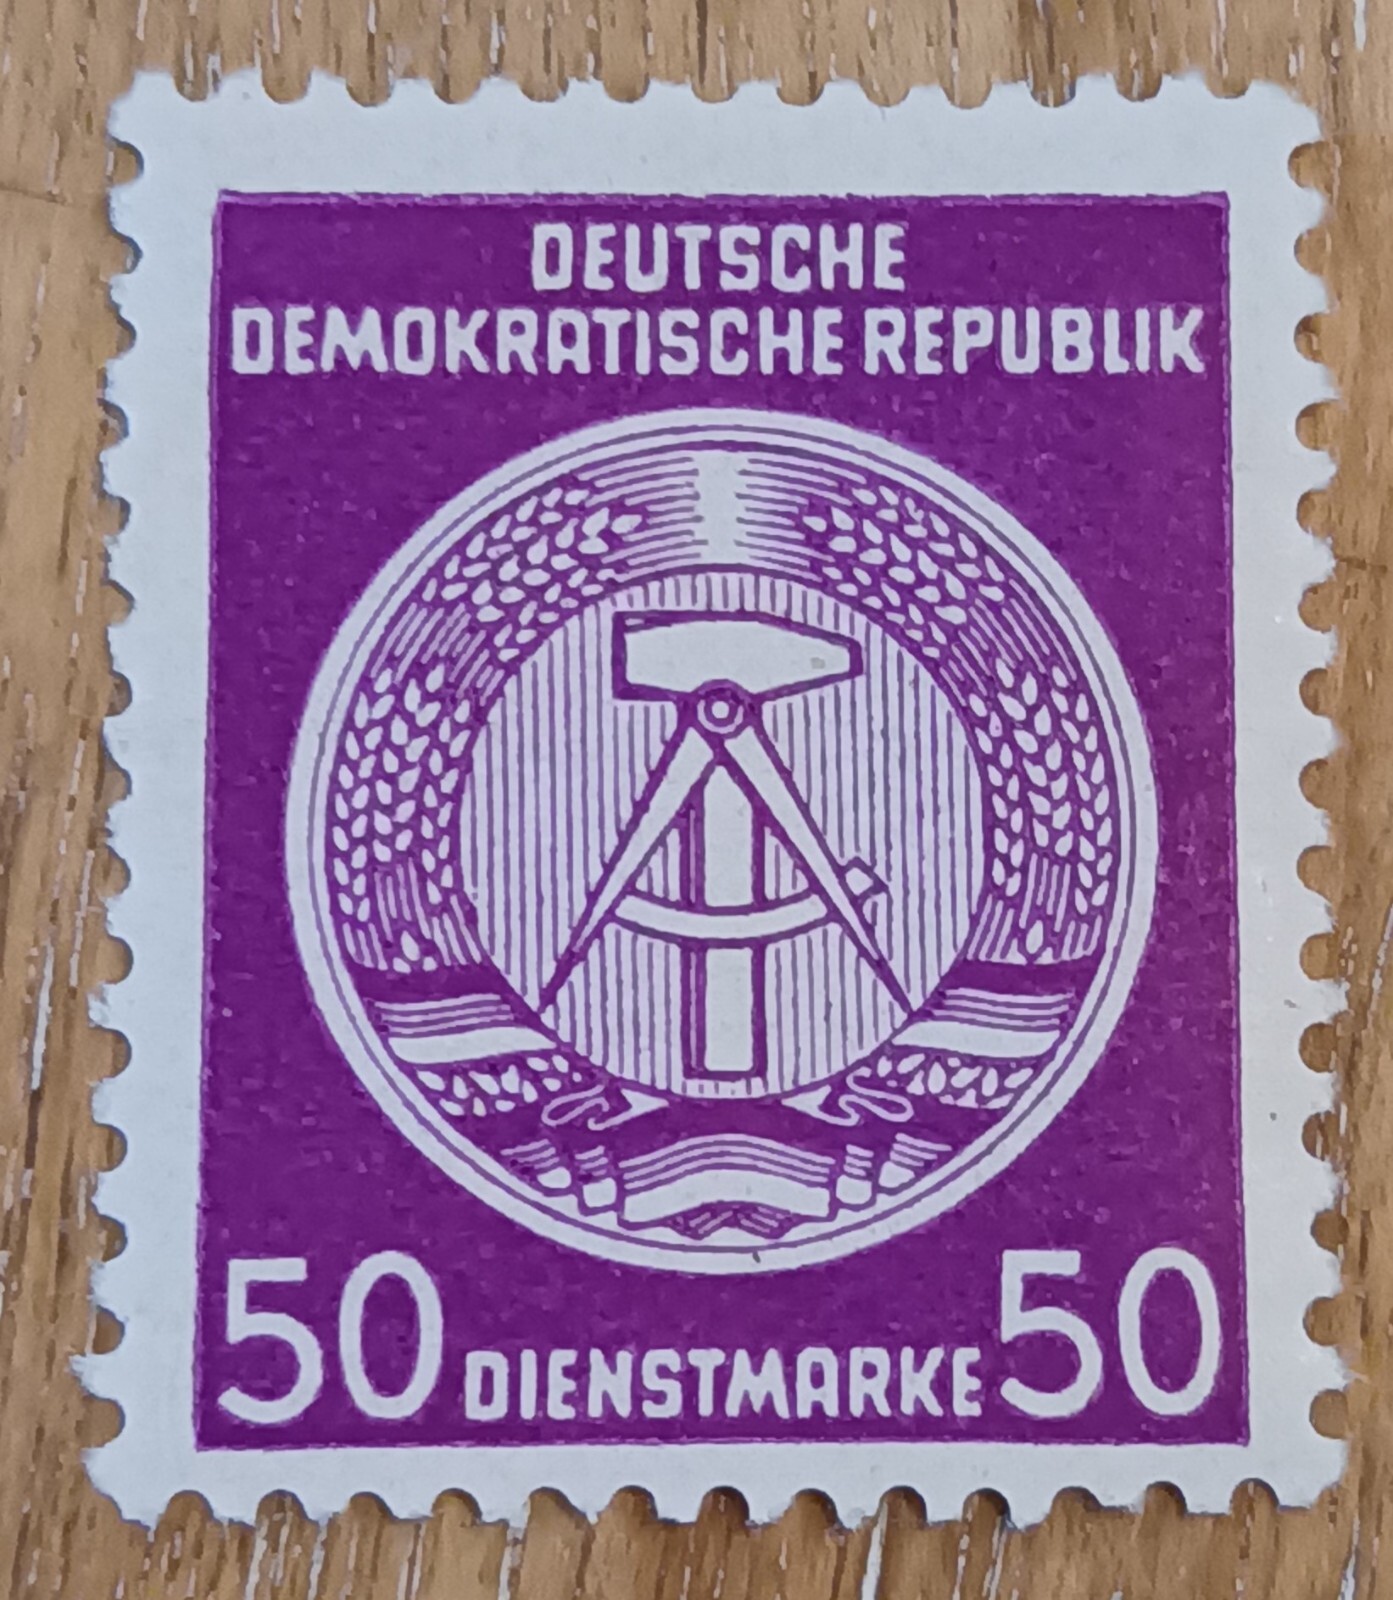 DEUTSCHE
DEMOKRATISCHE REPUBLIK
50 DIENSTMARKE 50